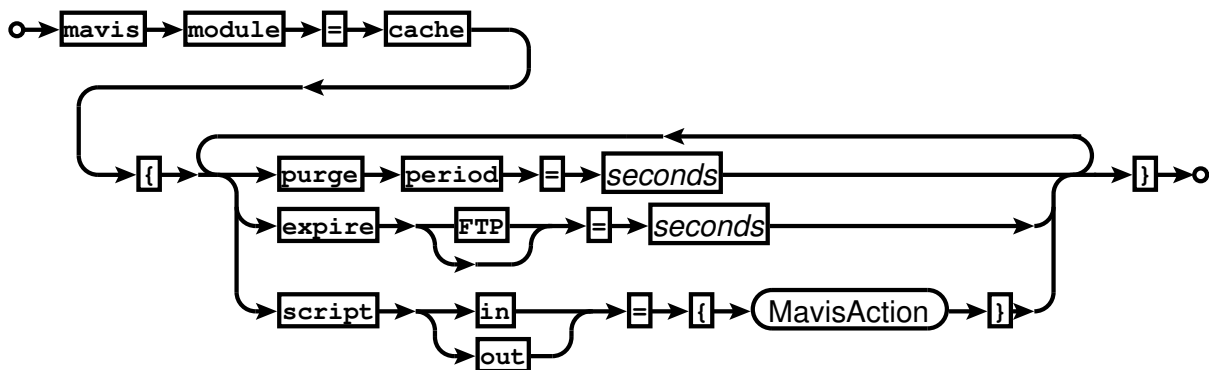 mavis module = cache
{ purge period = seconds }
expire FTP = seconds
script in = { MavisAction }
out